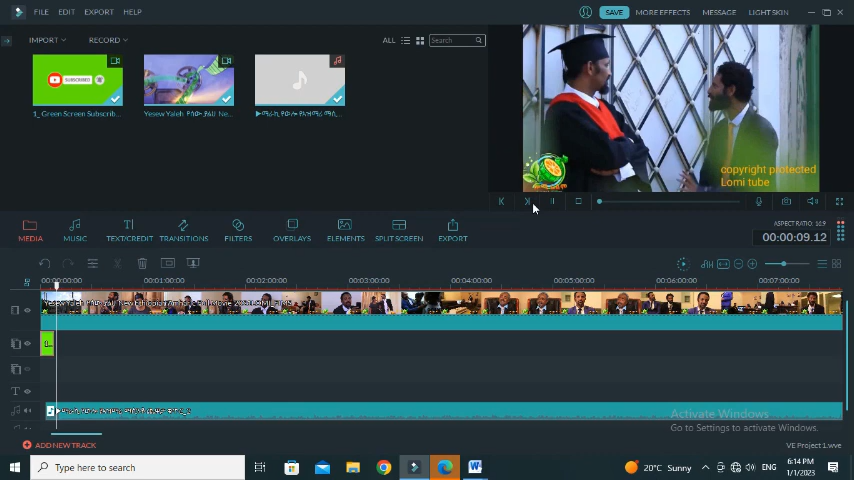 FILE EDIT EXPORT HELP
SAVE MORE EFFECTS MESSAGE LIGHT SKIN
IMPORT RECORD
ALL Search
SUBSCRIBE
1_ Green Screen Subscrib...
copyright protected
Lomi tube
MEDIA MUSIC TEXT/CREDIT TRANSITIONS FILTERS OVERLAYS ELEMENTS SPLIT SCREEN EXPORT
ASPECT RATIO: 16:9
00:00:09.12
00:00:00:00 00:01:00:00 00:02:00:00 00:03:00:00 00:04:00:00 00:05:00:00 00:06:00:00 00:07:00:00
1_
Activate Windows
Go to Settings to activate Windows.
ADD NEW TRACK
VE Project 1.wve
Type here to search
20°C Sunny
ENG
6:14 PM
1/1/2023